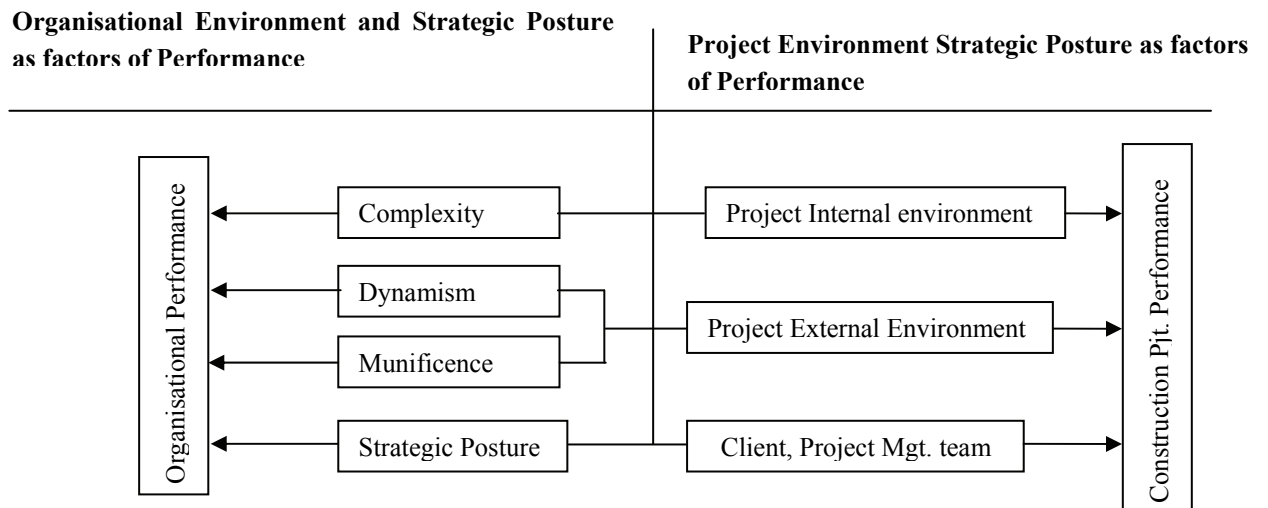 Organisational Environment and Strategic Posture
as factors of Performance
Project Environment Strategic Posture as factors
of Performance
Organisational Performance
Complexity
Dynamism
Munificence
Strategic Posture
Project Internal environment
Project External Environment
Client, Project Mgt. team
Construction Pjt. Performance